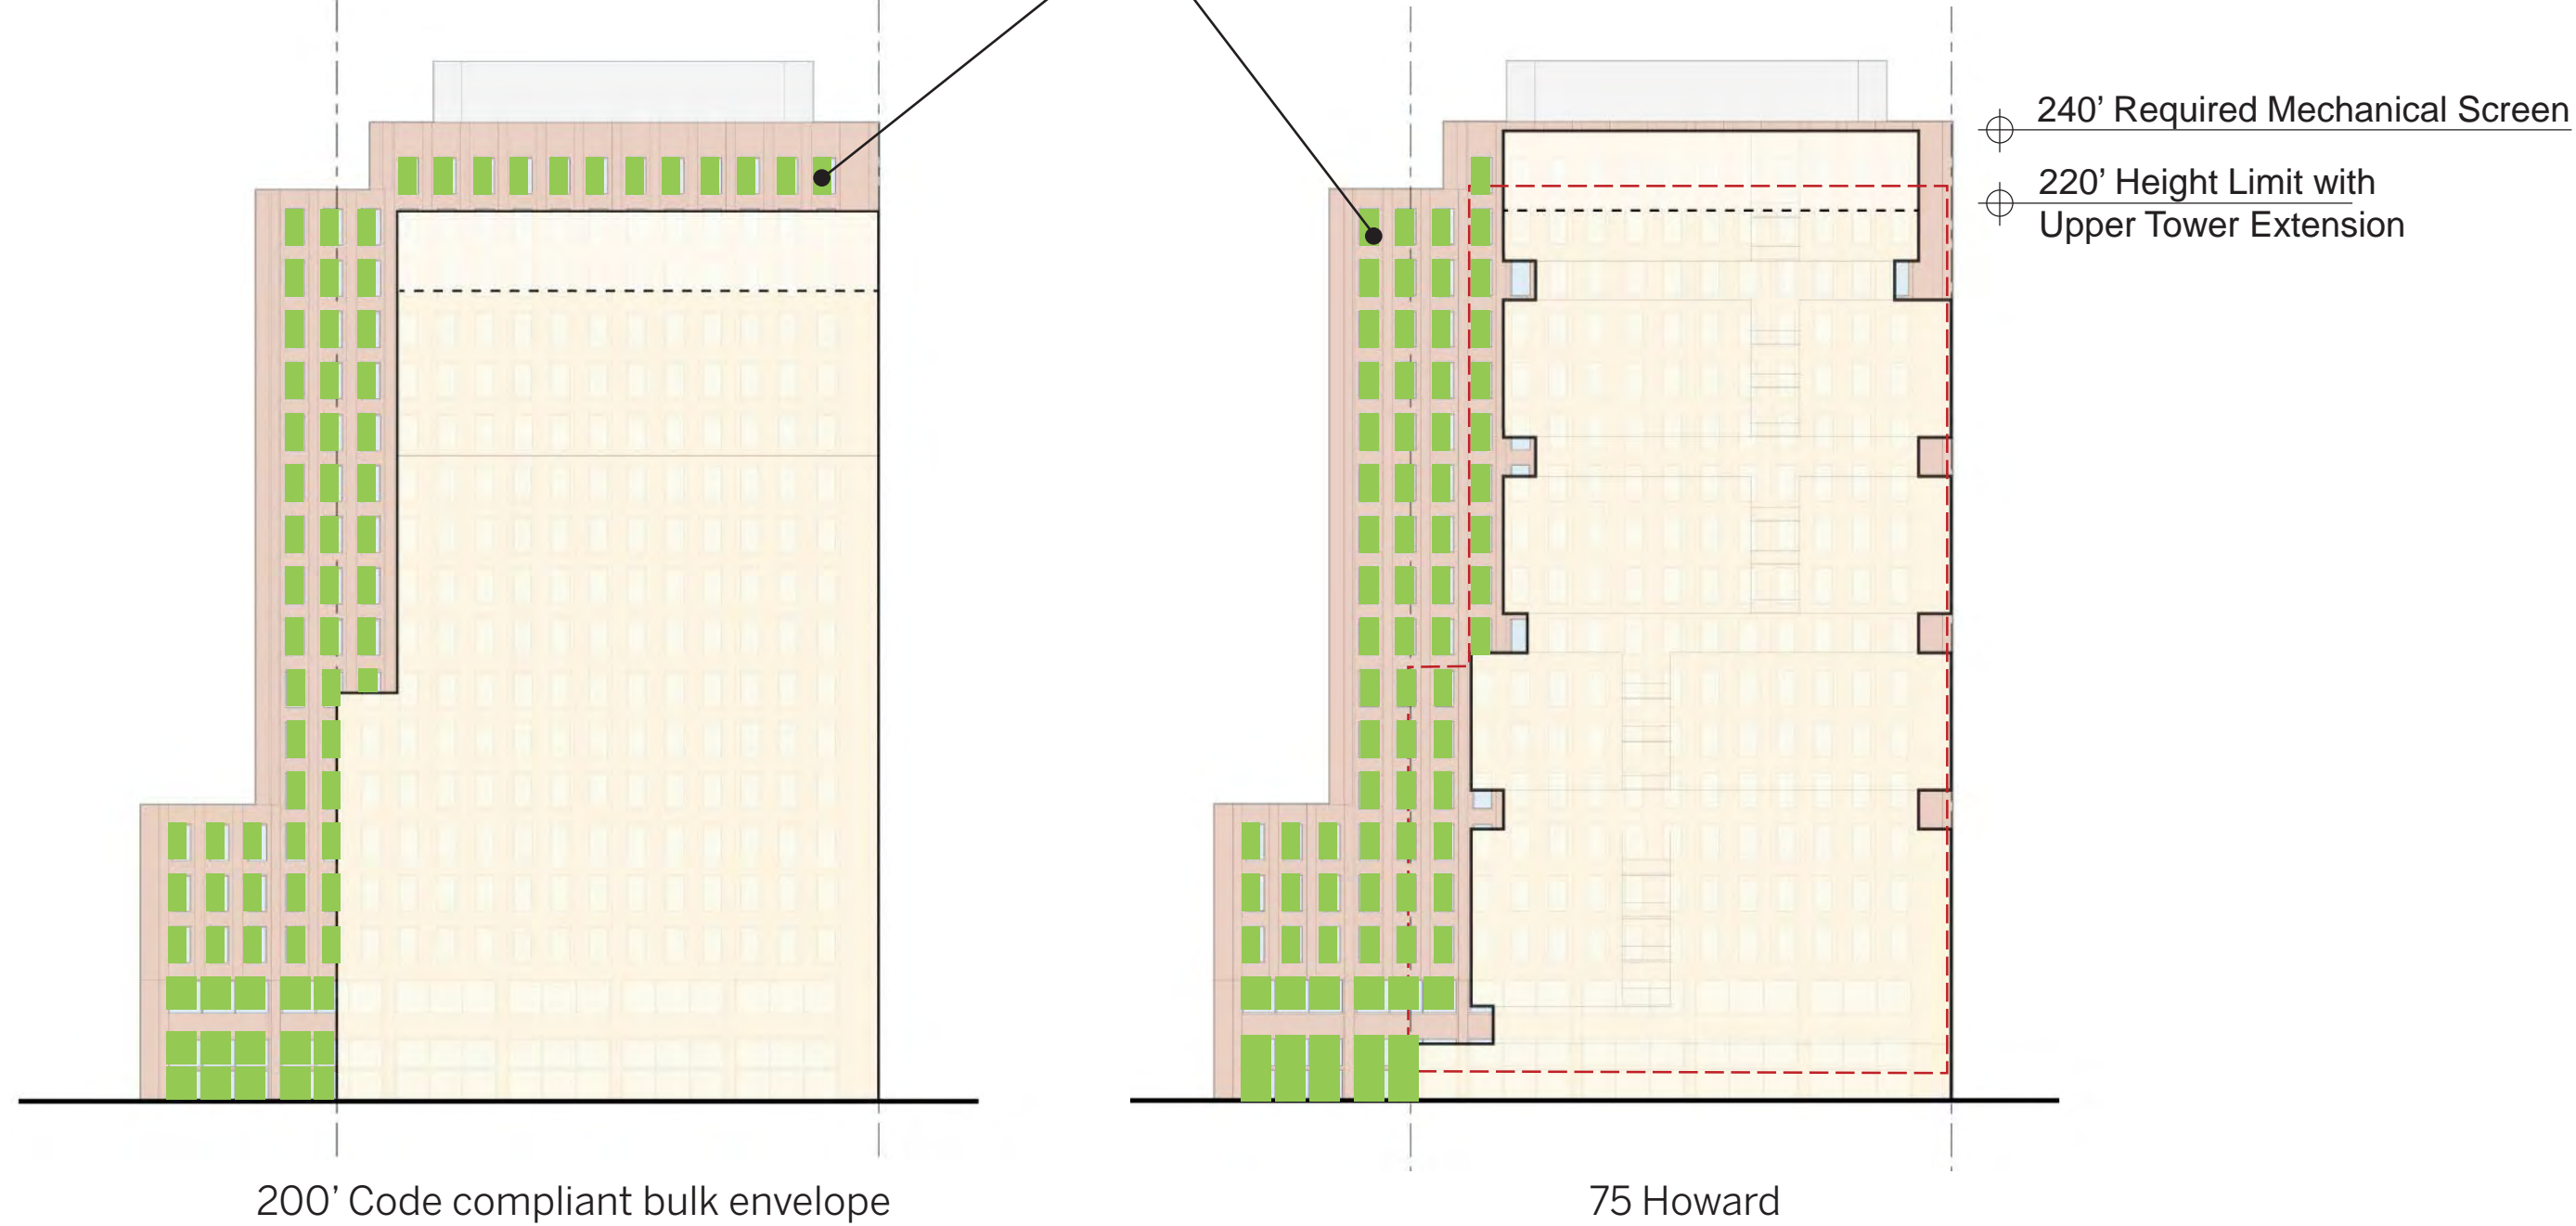 240’ Required Mechanical Screen
220’ Height Limit with
Upper Tower Extension
200’ Code compliant bulk envelope
75 Howard